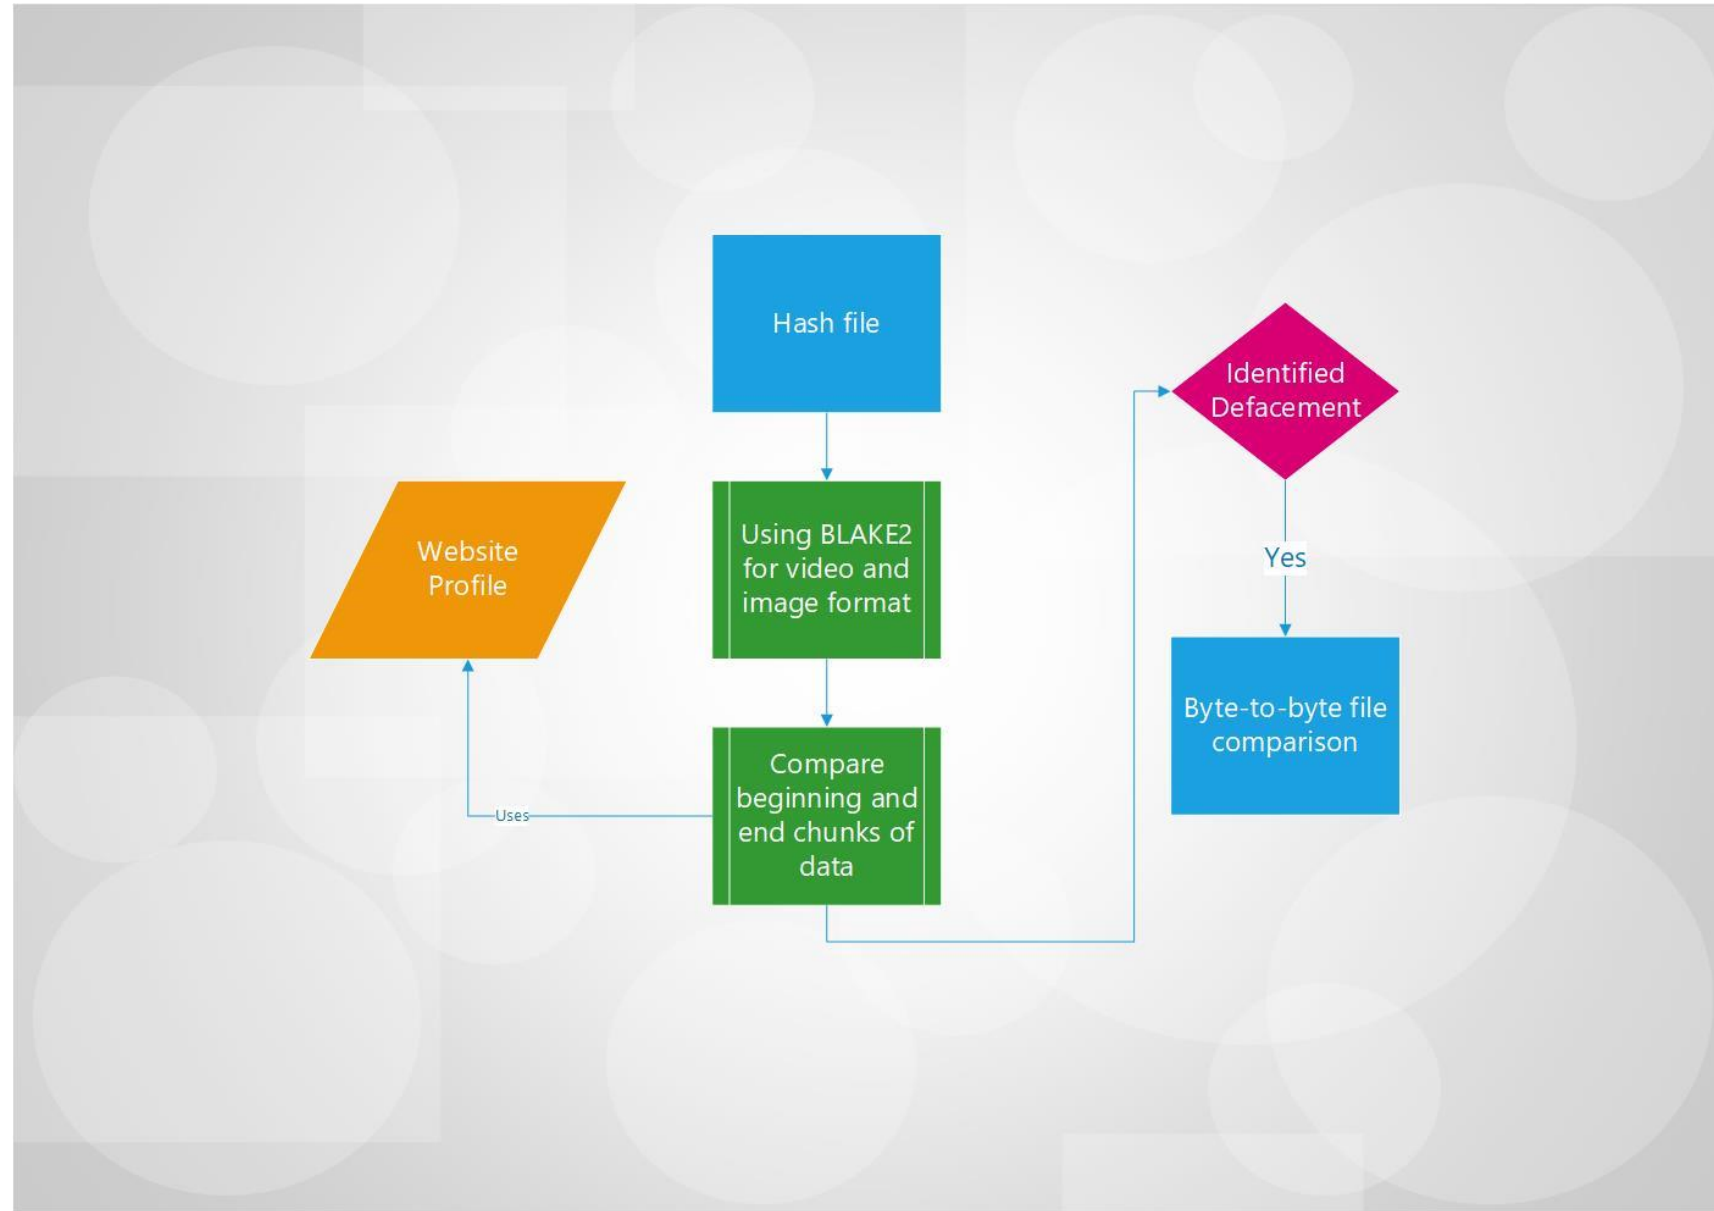 Hash file
Identified
Defacement
Website
Profile
Using BLAKE2
for video and
image format
Yes
Byte-to-byte file
comparison
Compare
beginning and
end chunks of
data
Uses